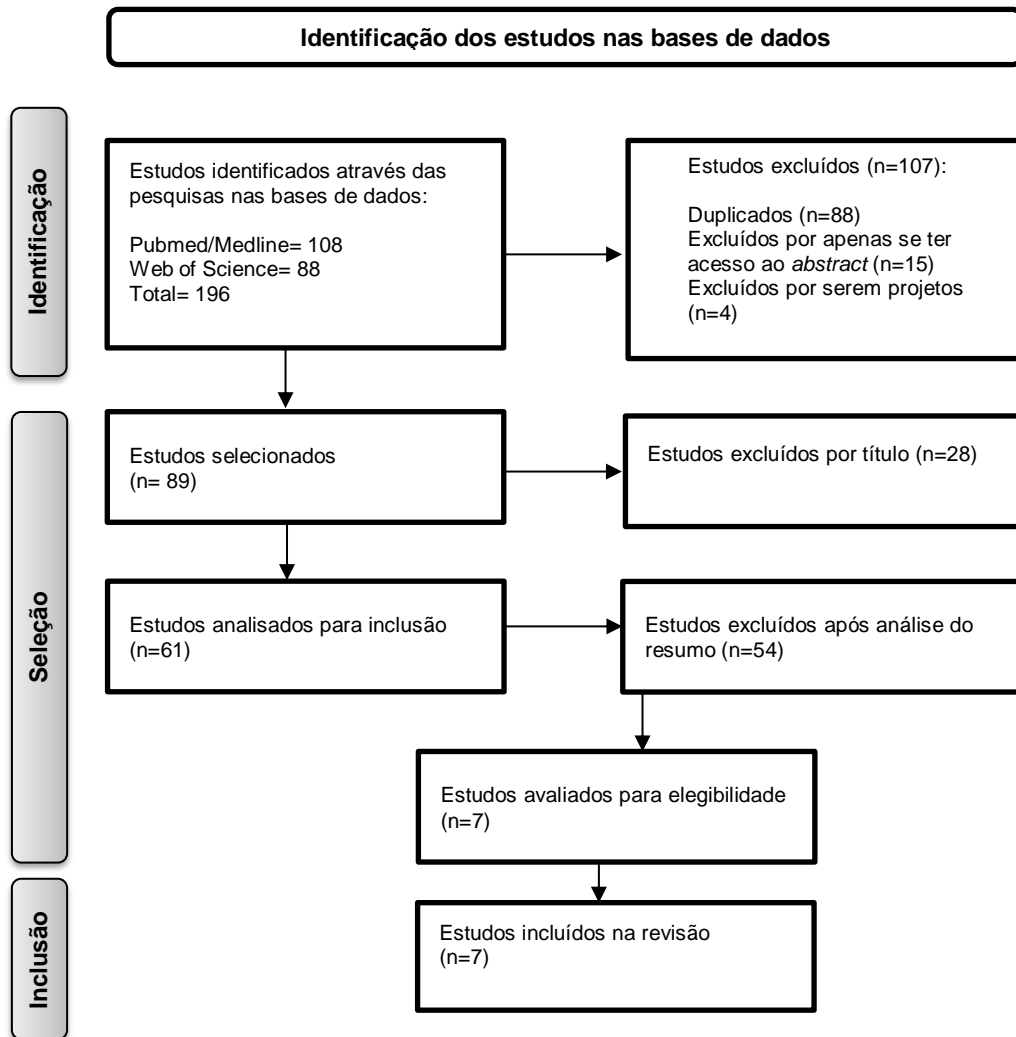 Identificação dos estudos nas bases de dados
Identificação
Estudos identificados através das
pesquisas nas bases de dados:
Pubmed/Medline= 108
Web of Science= 88
Total= 196
Estudos excluídos (n=107):
Duplicados (n=88)
Excluídos por apenas se ter
acesso ao abstract (n=15)
Excluídos por serem projetos
(n=4)
Seleção
Estudos selecionados
(n= 89)
Estudos excluídos por título (n=28)
Estudos analisados para inclusão
(n=61)
Estudos excluídos após análise do
resumo (n=54)
Estudos avaliados para elegibilidade
(n=7)
Inclusão
Estudos incluídos na revisão
(n=7)